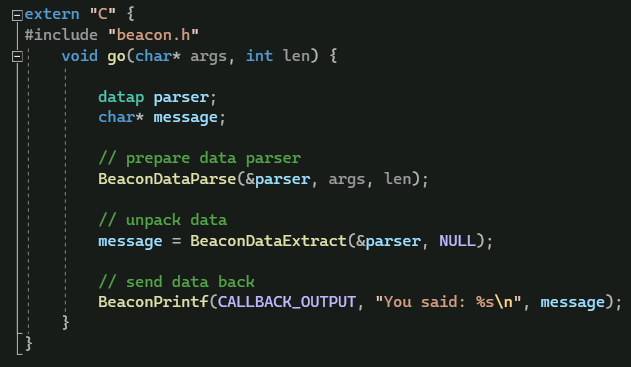 extern "C" {
#include "beacon.h"
void go(char* args, int len) {
datap parser;
char* message;
// prepare data parser
BeaconDataParse(&parser, args, len);
// unpack data
message = BeaconDataExtract(&parser, NULL);
// send data back
BeaconPrintf(CALLBACK_OUTPUT, "You said: %s\n", message);
}
}